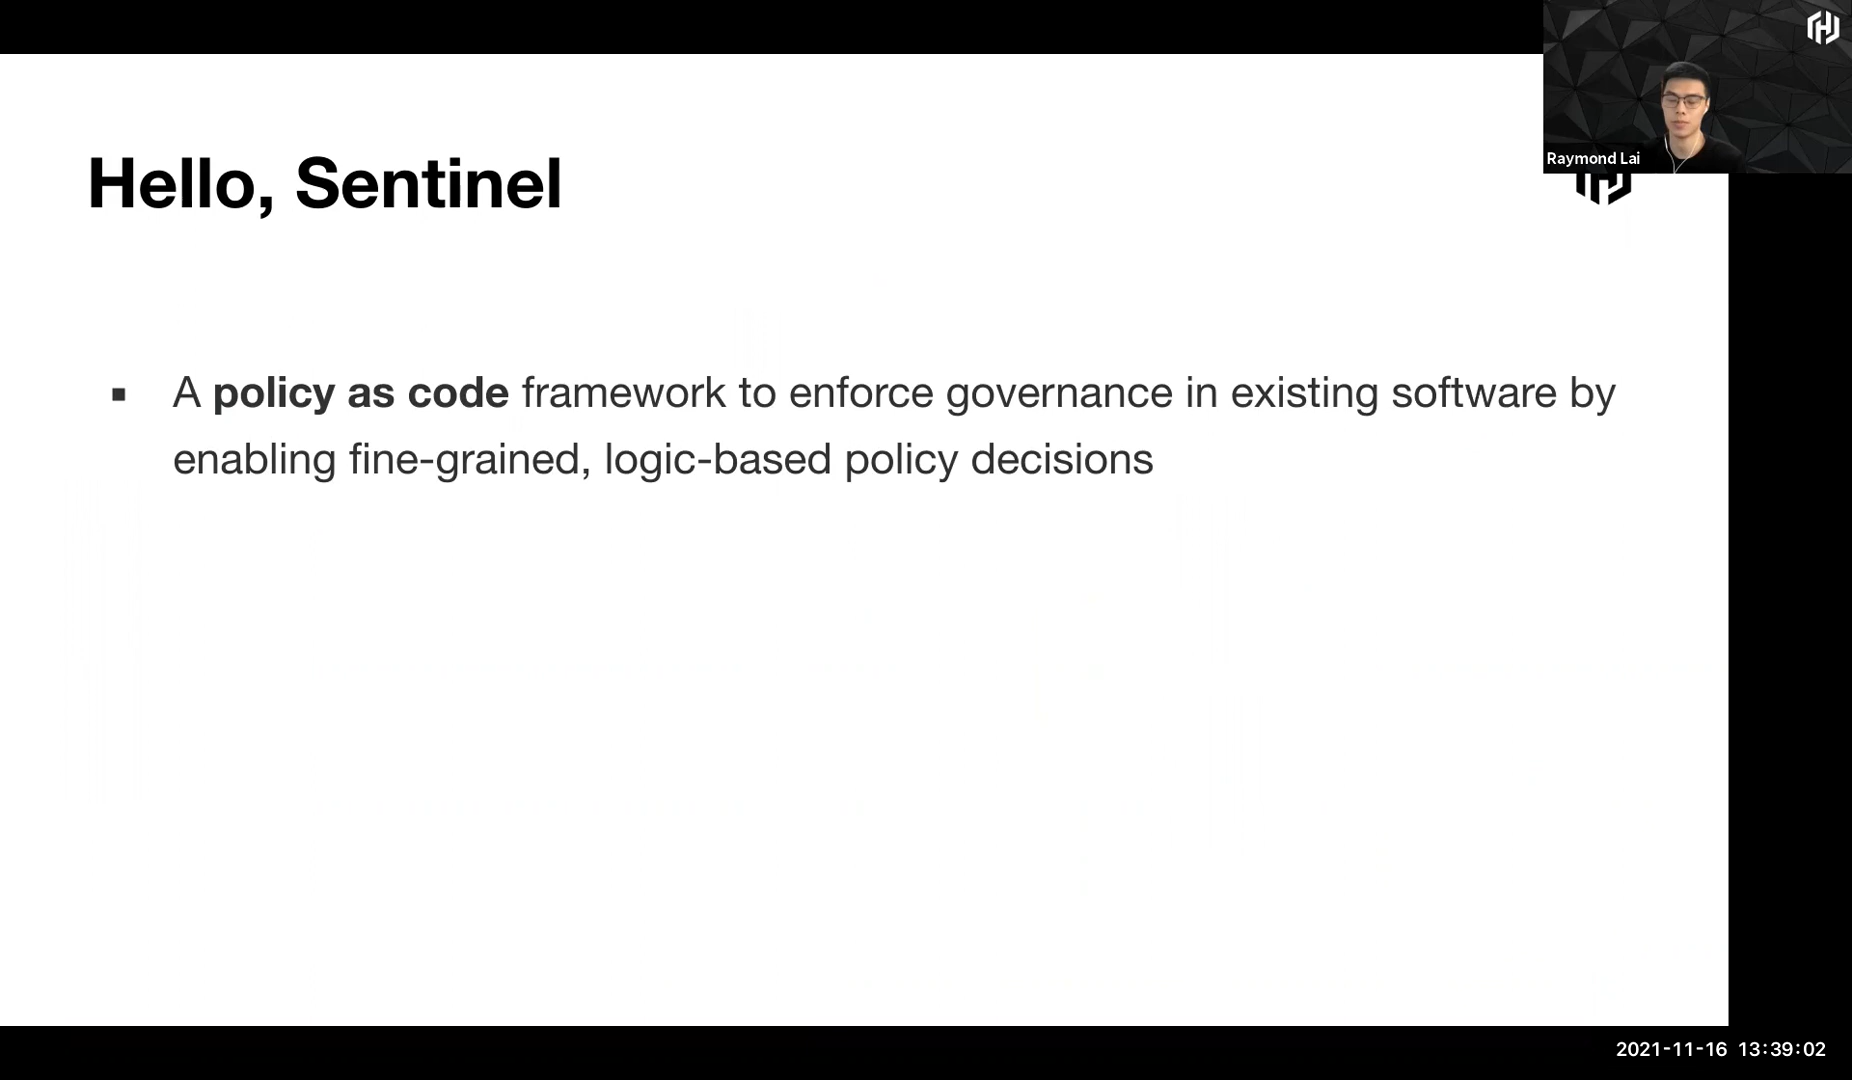 Raymond Lai
Hello, Sentinel
▪ A policy as code framework to enforce governance in existing software by
enabling fine-grained, logic-based policy decisions
2021-11-16 13:39:02